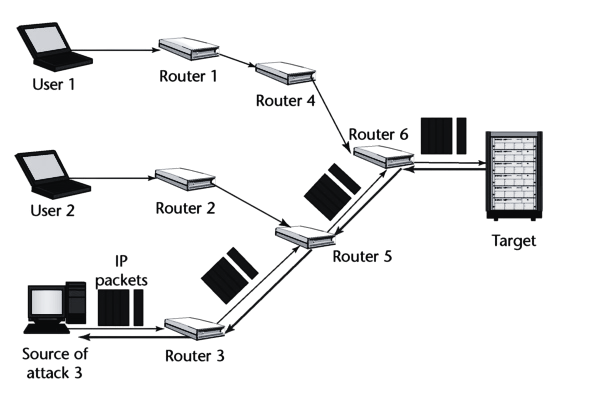 User 1
Router 1
Router 4
Router 6
User 2
Router 2
Router 5
Target
IP
packets
Source of
attack 3
Router 3